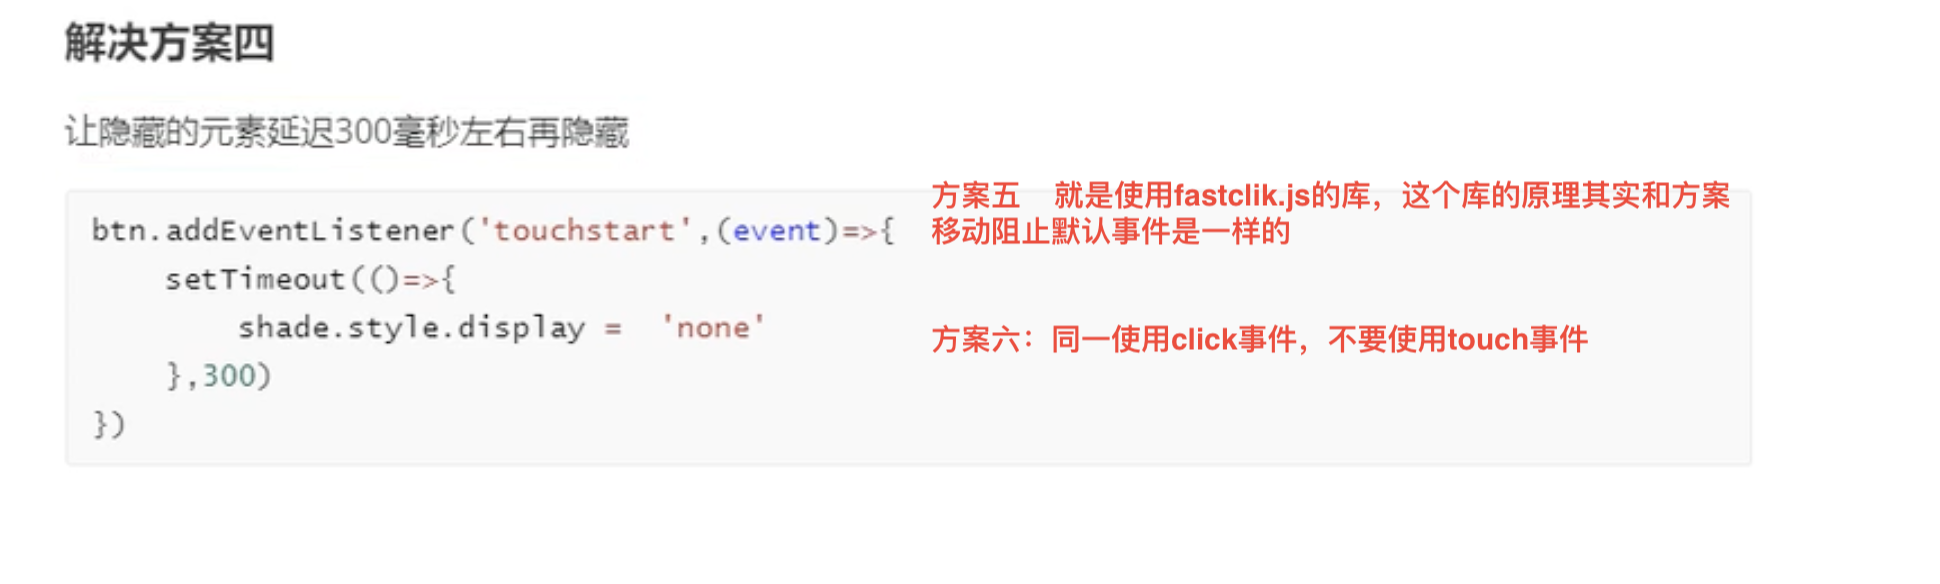 解决方案四
让隐藏的元素延迟300毫秒左右再隐藏
btn.addEventListener('touchstart',(event)=>{
    setTimeout(()=>{
        shade.style.display =  'none'
    },300)
})
方案五　就是使用fastclik.js的库，这个库的原理其实和方案
移动阻止默认事件是一样的
方案六：同一使用click事件，不要使用touch事件